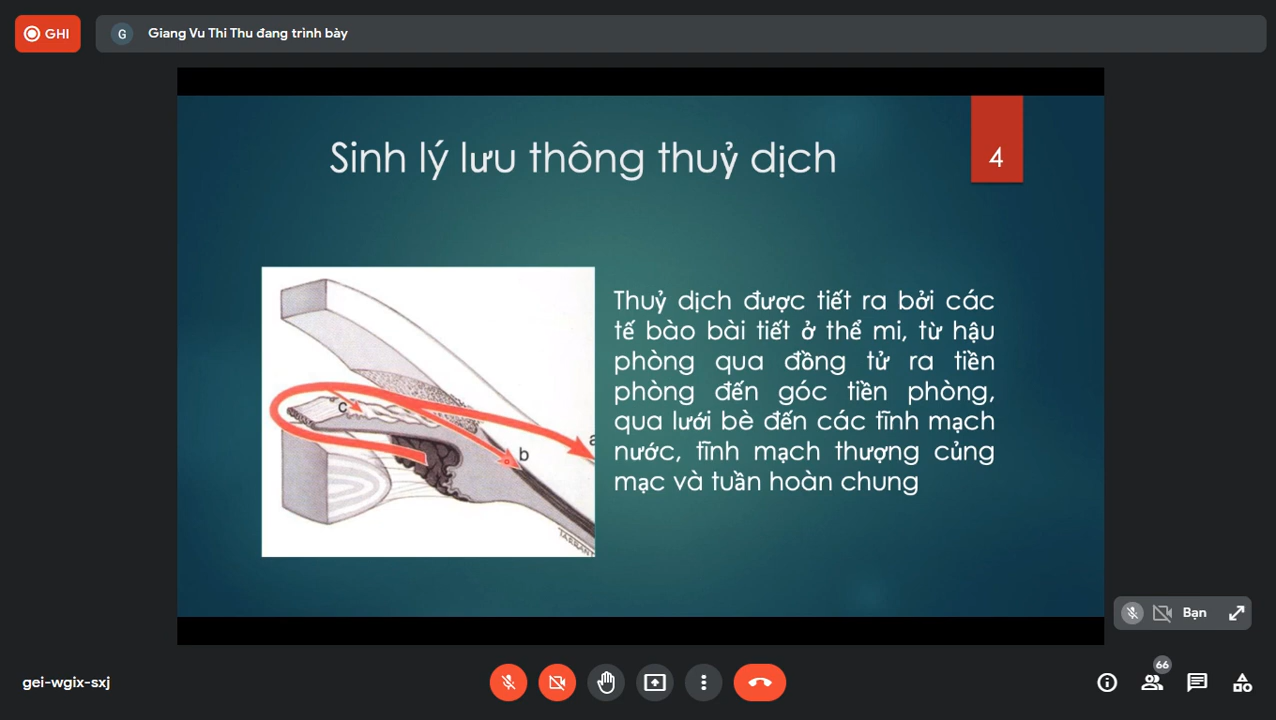 GHI
G
Giang Vu Thi Thu đang trình bày
Sinh lý lưu thông thuỷ dịch
4
Thuỷ dịch được tiết ra bởi các
tế bào bài tiết ở thể mi, từ hậu
phòng qua đồng tử ra tiền
phòng đến góc tiền phòng,
qua lưới bè đến các tĩnh mạch
nước, tĩnh mạch thượng củng
mạc và tuần hoàn chung
a
c
b
Bạn
gei-wgix-sxj
66